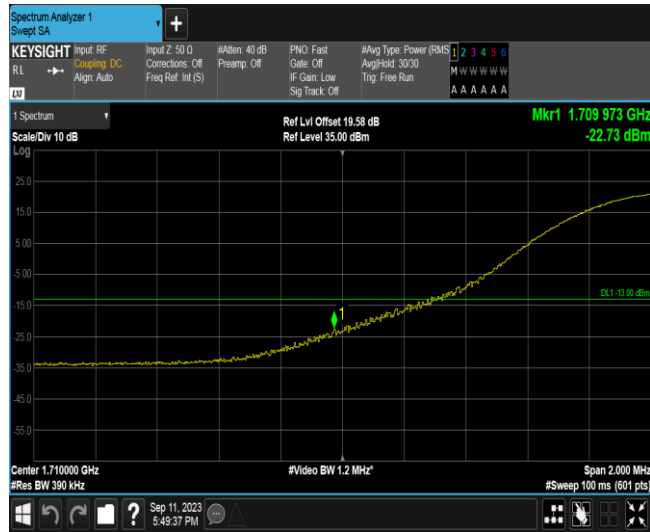 Spectrum Analyzer 1
Swept SA
+
KEYSIGHT
RL
LXI
Input: RF
Coupling: DC
Align: Auto
Input Z: 50 Ω
Corrections: Off
Freq Ref: Int (S)
#Atten: 40 dB
Preamp: Off
PNO: Fast
Gate: Off
IF Gain: Low
Sig Track: Off
#Avg Type: Power (RMS
Avg|Hold: 30/30
Trig: Free Run
1 2 3 4 5 6
M W W W W W
A A A A A A
1 Spectrum
Scale/Div 10 dB
Ref Lvl Offset 19.58 dB
Ref Level 35.00 dBm
Mkr1 1.709 973 GHz
-22.73 dBm
Log
25.0
15.0
5.00
-5.00
DL1 -13.00 dBm
-15.0
1
-25.0
-35.0
-45.0
-55.0
Center 1.710000 GHz
#Video BW 1.2 MHz*
Span 2.000 MHz
#Res BW 390 kHz
#Sweep 100 ms (601 pts)
?
Sep 11, 2023
5:49:37 PM